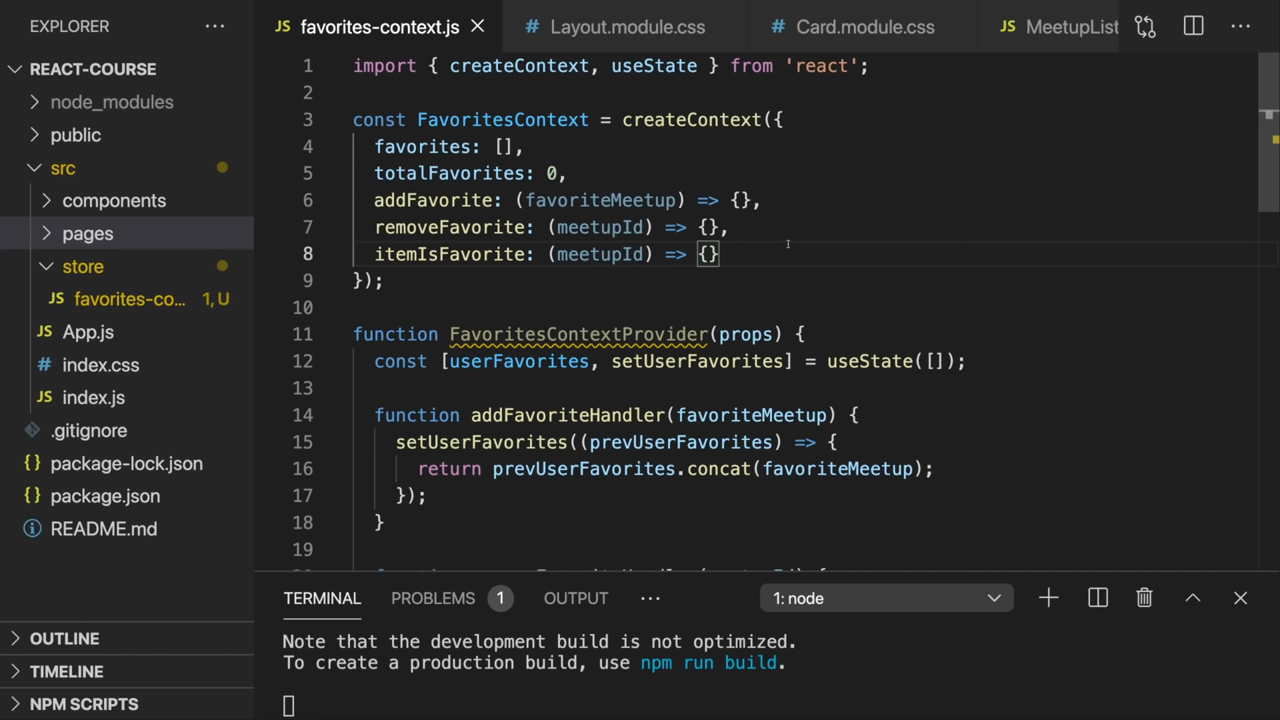 EXPLORER
REACT-COURSE
node_modules
public
src
components
pages
store
JS favorites-co... 1, U
JS App.js
# index.css
JS index.js
.gitignore
{} package-lock.json
{} package.json
README.md
OUTLINE
TIMELINE
NPM SCRIPTS
JS favorites-context.js
# Layout.module.css
# Card.module.css
JS MeetupList
1 import { createContext, useState } from 'react';
2
3 const FavoritesContext = createContext({
4 favorites: [],
5 totalFavorites: 0,
6 addFavorite: (favoriteMeetup) => {},
7 removeFavorite: (meetupId) => {},
8 itemIsFavorite: (meetupId) => {}
9 });
10
11 function FavoritesContextProvider(props) {
12 const [userFavorites, setUserFavorites] = useState([]);
13
14 function addFavoriteHandler(favoriteMeetup) {
15 setUserFavorites((prevUserFavorites) => {
16 return prevUserFavorites.concat(favoriteMeetup);
17 });
18 }
19
TERMINAL
PROBLEMS 1
OUTPUT
1: node
Note that the development build is not optimized.
To create a production build, use npm run build.